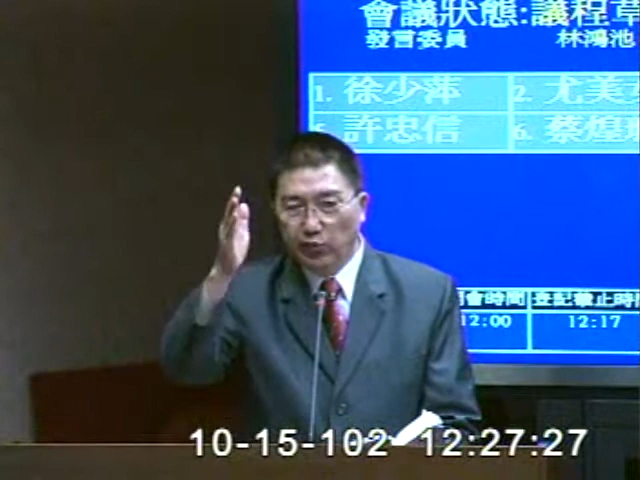 會議狀態:議程草
發言委員 林鴻池
1. 徐少萍 2. 尤美
5. 許忠信 6. 蔡煌
會時間 登記截止時
12:00 12:17
10-15-102 12:27:27